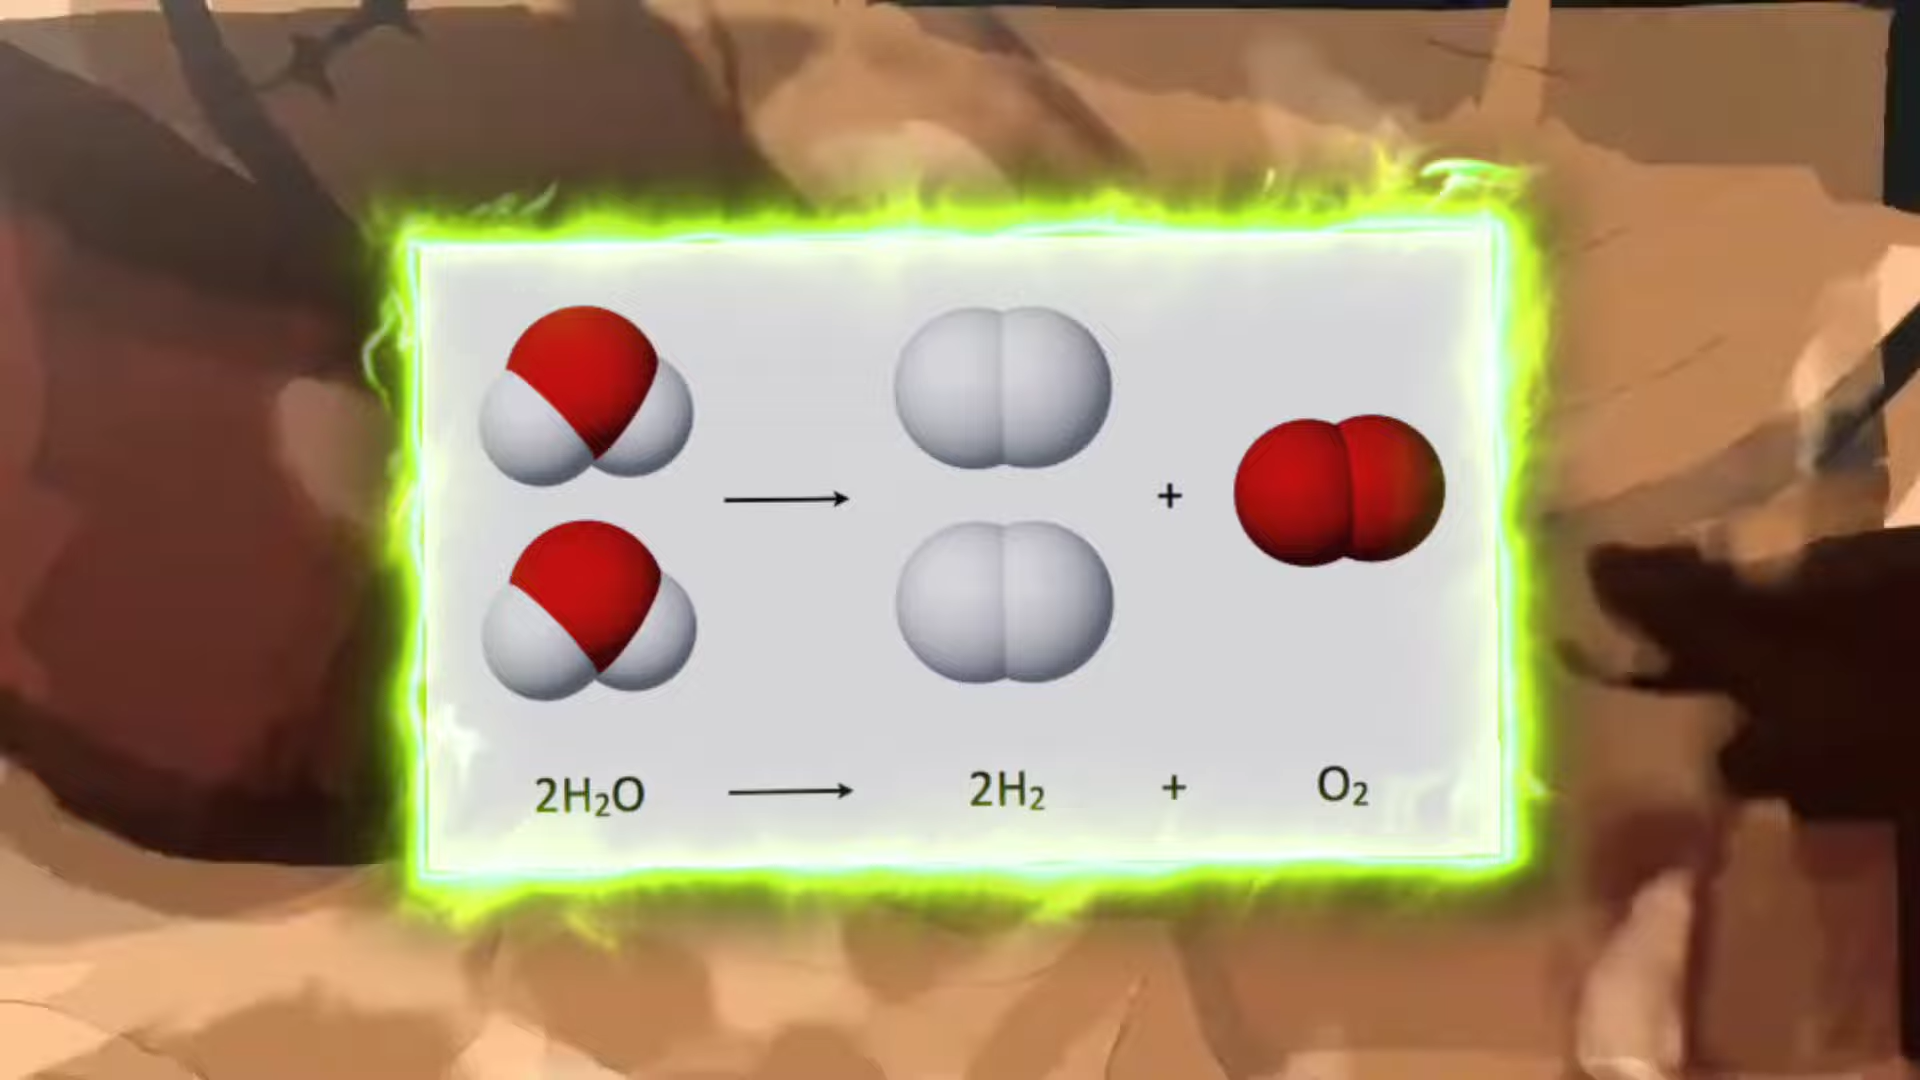 ⟶ +
2H₂O ⟶ 2H₂ + O₂